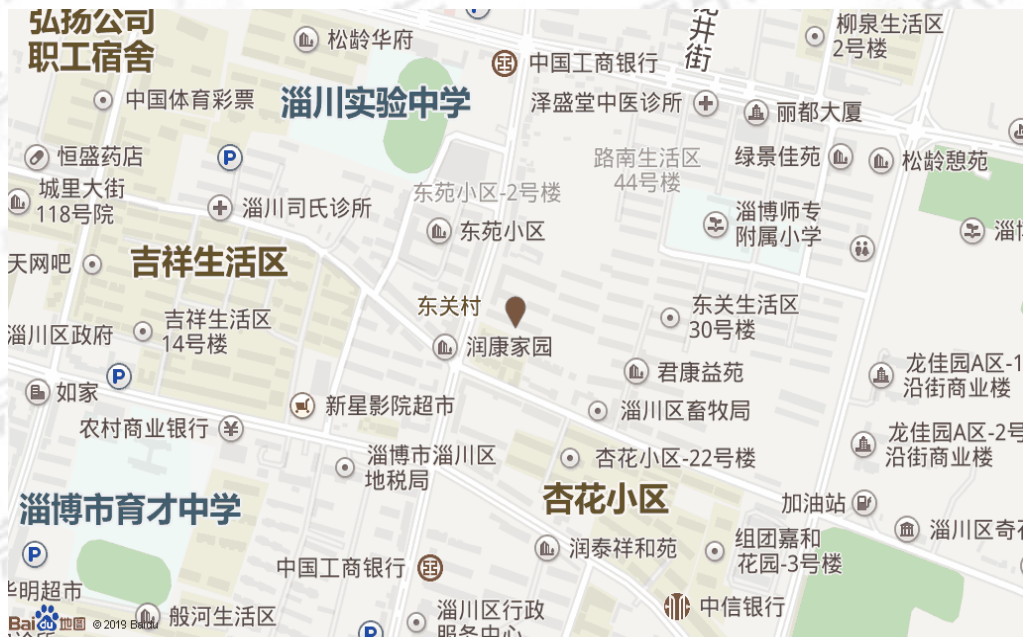 弘扬公司
职工宿舍
松龄华府
P
中国工商银行
龙井街
柳泉生活区
2号楼
中国体育彩票
淄川实验中学
泽盛堂中医诊所
丽都大厦
恒盛药店
P
路南生活区
44号楼
绿景佳苑
松龄憩苑
城里大街
118号院
淄川司氏诊所
东苑小区-2号楼
东苑小区
淄博师专
附属小学
淄博
天网吧
吉祥生活区
东关村
东关生活区
30号楼
吉祥生活区
14号楼
淄川区政府
润康家园
君康益苑
龙佳园A区-1
沿街商业楼
P
如家
新星影院超市
淄川区畜牧局
农村商业银行
龙佳园A区-2号
沿街商业楼
淄博市淄川区
地税局
杏花小区-22号楼
杏花小区
淄博市育才中学
加油站
淄川区奇石
P
中国工商银行
润泰祥和苑
组团嘉和
花园-3号楼
华明超市
中信银行
Bai du 地图
© 2019 Baidu
般河生活区
P
淄川区行政
服务中心